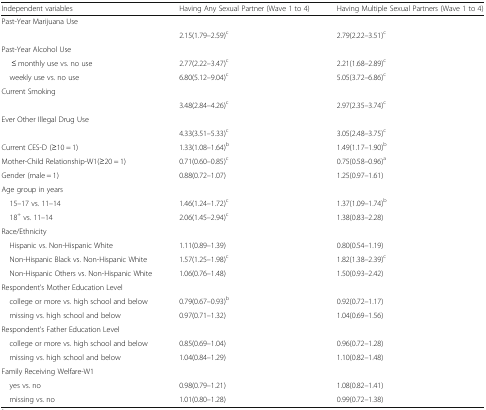 Independent variables Having Any Sexual Partner (Wave 1 to 4) Having Multiple Sexual Partners (Wave 1 to 4)
Past-Year Marijuana Use
2.15(1.79–2.59)c 2.79(2.22–3.51)c
Past-Year Alcohol Use
≤ monthly use vs. no use 2.77(2.22–3.47)c 2.21(1.68–2.89)c
weekly use vs. no use 6.80(5.12–9.04)c 5.05(3.72–6.86)c
Current Smoking
3.48(2.84–4.26)c 2.97(2.35–3.74)c
Ever Other Illegal Drug Use
4.33(3.51–5.33)c 3.05(2.48–3.75)c
Current CES-D (≥10 = 1) 1.33(1.08–1.64)b 1.49(1.17–1.90)b
Mother-Child Relationship-W1(≥20 = 1) 0.71(0.60–0.85)c 0.75(0.58–0.96)a
Gender (male = 1) 0.88(0.72–1.07) 1.25(0.97–1.61)
Age group in years
15–17 vs. 11–14 1.46(1.24–1.72)c 1.37(1.09–1.74)b
18+ vs. 11–14 2.06(1.45–2.94)c 1.38(0.83–2.28)
Race/Ethnicity
Hispanic vs. Non-Hispanic White 1.11(0.89–1.39) 0.80(0.54–1.19)
Non-Hispanic Black vs. Non-Hispanic White 1.57(1.25–1.98)c 1.82(1.38–2.39)c
Non-Hispanic Others vs. Non-Hispanic White 1.06(0.76–1.48) 1.50(0.93–2.42)
Respondent's Mother Education Level
college or more vs. high school and below 0.79(0.67–0.93)b 0.92(0.72–1.17)
missing vs. high school and below 0.97(0.71–1.32) 1.04(0.69–1.56)
Respondent's Father Education Level
college or more vs. high school and below 0.85(0.69–1.04) 0.96(0.72–1.28)
missing vs. high school and below 1.04(0.84–1.29) 1.10(0.82–1.48)
Family Receiving Welfare-W1
yes vs. no 0.98(0.79–1.21) 1.08(0.82–1.41)
missing vs. no 1.01(0.80–1.28) 0.99(0.72–1.38)